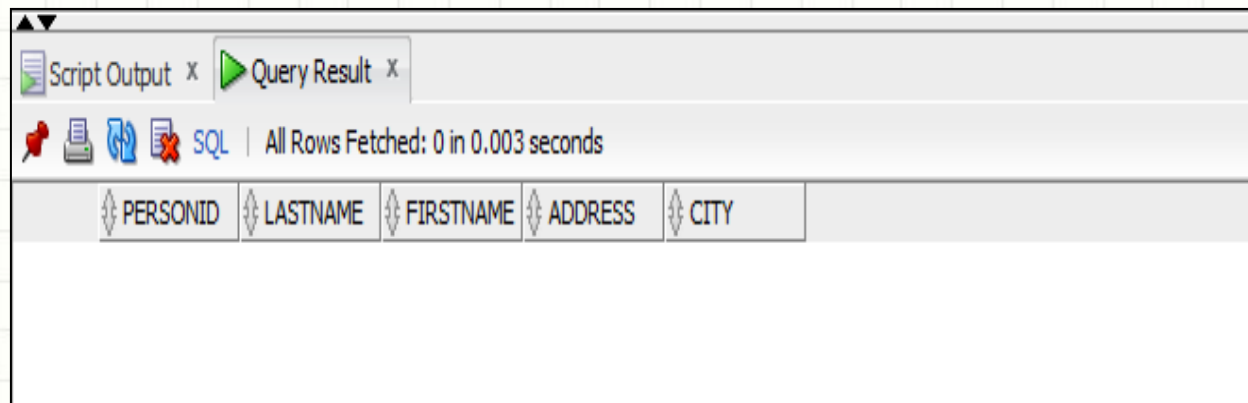 Script Output x Query Result x
SQL | All Rows Fetched: 0 in 0.003 seconds
PERSONID LASTNAME FIRSTNAME ADDRESS CITY